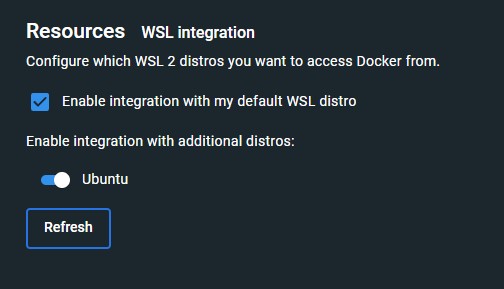 Resources WSL integration
Configure which WSL 2 distros you want to access Docker from.
Enable integration with my default WSL distro
Enable integration with additional distros:
Ubuntu
Refresh